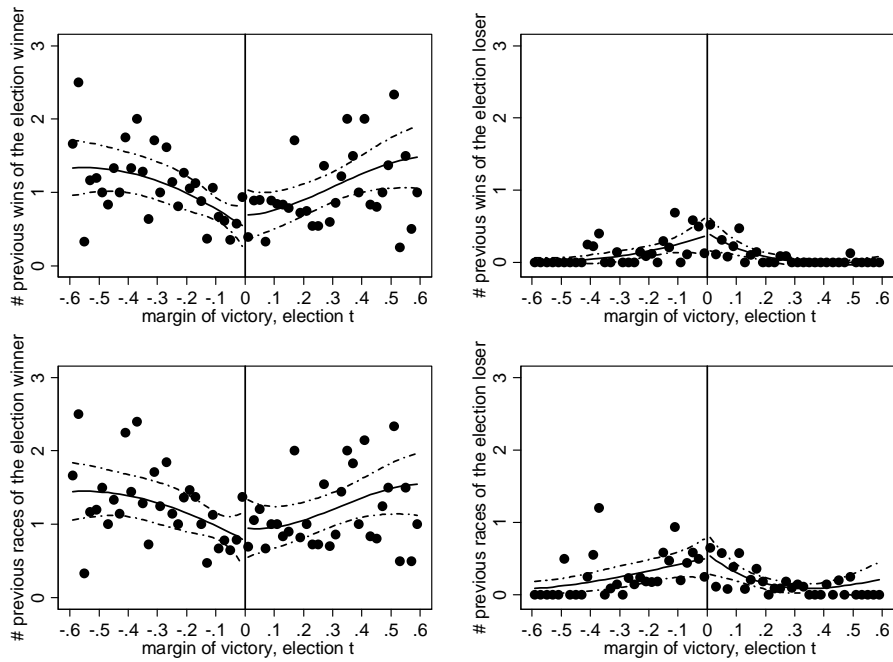 # previous wins of the election winner
3
2
1
0
-.6 -.5 -.4 -.3 -.2 -.1 0 .1 .2 .3 .4 .5 .6
margin of victory, election t
# previous wins of the election loser
3
2
1
0
-.6 -.5 -.4 -.3 -.2 -.1 0 .1 .2 .3 .4 .5 .6
margin of victory, election t
# previous races of the election winner
3
2
1
0
-.6 -.5 -.4 -.3 -.2 -.1 0 .1 .2 .3 .4 .5 .6
margin of victory, election t
# previous races of the election loser
3
2
1
0
-.6 -.5 -.4 -.3 -.2 -.1 0 .1 .2 .3 .4 .5 .6
margin of victory, election t